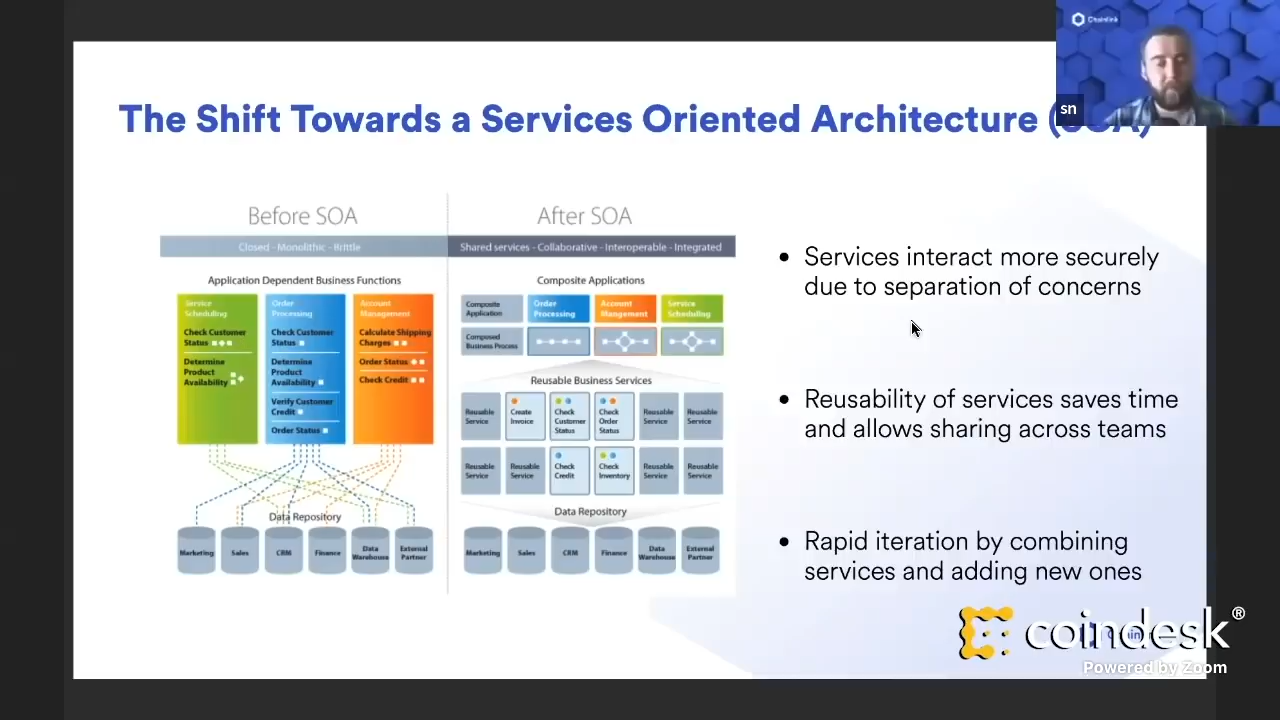 Chainlink
sn
The Shift Towards a Services Oriented Architecture (SOA)
Before SOA
After SOA
Closed - Monolithic - Brittle
Shared services - Collaborative - Interoperable - Integrated
Application Dependent Business Functions
Service
Scheduling
Check Customer
Status
Determine
Product
Availability
Order
Processing
Check Customer
Status
Determine
Product
Availability
Verify Customer
Credit
Order Status
Account
Management
Calculate Shipping
Charges
Order Status
Check Credit
Data Repository
Marketing
Sales
CRM
Finance
Data
Warehouse
External
Partner
Composite Applications
Composite
Application
Order
Processing
Account
Mengement
Service
Scheduling
Composed
Business Process
Reusable Business Services
Reusable
Service
Create
Invoice
Check
Customer
Status
Check
Order
Status
Reusable
Service
Reusable
Service
Reusable
Service
Reusable
Service
Check
Credit
Check
Inventory
Reusable
Service
Reusable
Service
Data Repository
Marketing
Sales
CRM
Finance
Data
Warehouse
External
Partner
• Services interact more securely
due to separation of concerns
• Reusability of services saves time
and allows sharing across teams
• Rapid iteration by combining
services and adding new ones
coindesk®
Powered by Zoom